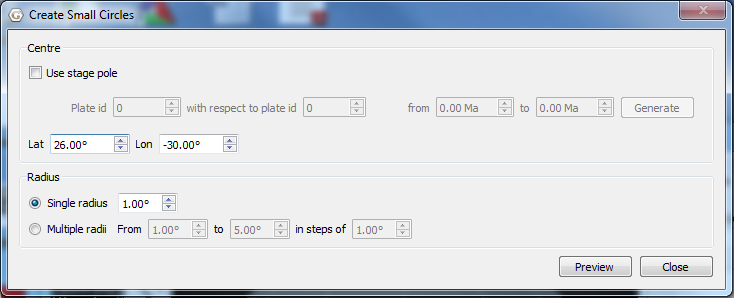 Create Small Circles
Centre
Use stage pole
Plate id 0 with respect to plate id 0 from 0.00 Ma to 0.00 Ma Generate
Lat 26.00° Lon -30.00°
Radius
Single radius 1.00°
Multiple radii From 1.00° to 5.00° in steps of 1.00°
Preview Close